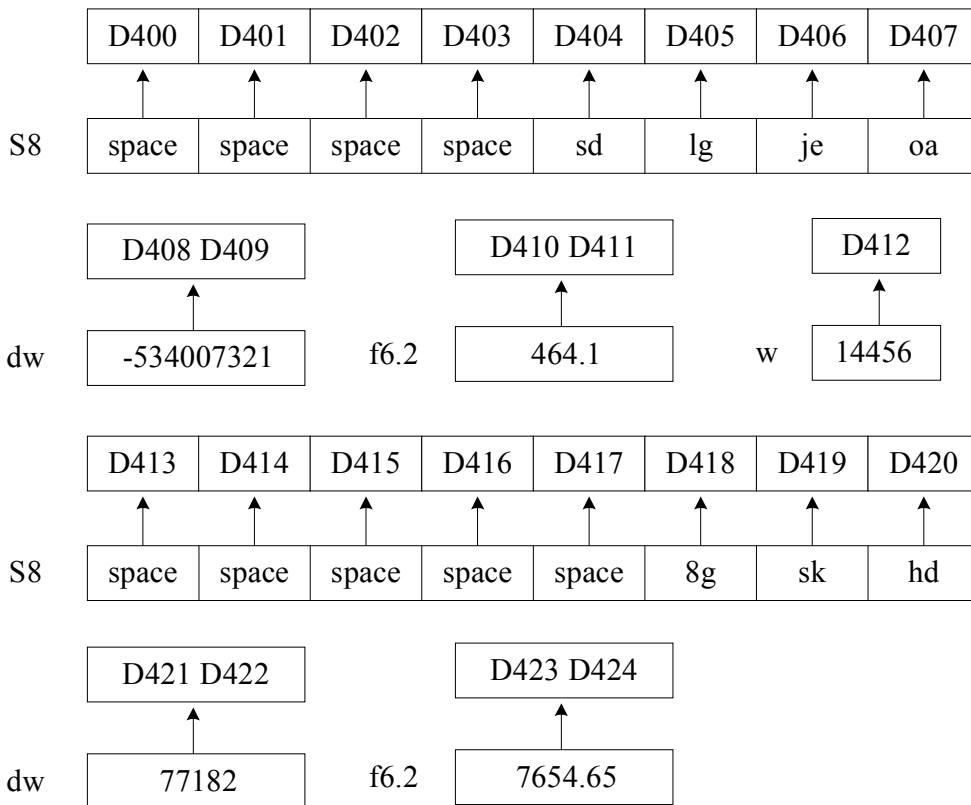 D400 D401 D402 D403 D404 D405 D406 D407
S8 space space space space sd lg je oa
D408 D409 D410 D411 D412
dw -534007321 f6.2 464.1 w 14456
D413 D414 D415 D416 D417 D418 D419 D420
S8 space space space space space 8g sk hd
D421 D422 D423 D424
dw 77182 f6.2 7654.65